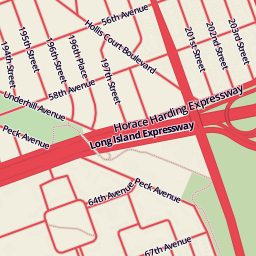 56th Avenue
Hollis Court Boulevard
194th Street
195th Street
196th Street
196th Place
197th Street
201st Street
202nd Street
203rd Street
58th Avenue
Underhill Avenue
Peck Avenue
Horace Harding Expressway
Long Island Expressway
64th Avenue
Peck Avenue
67th Avenue